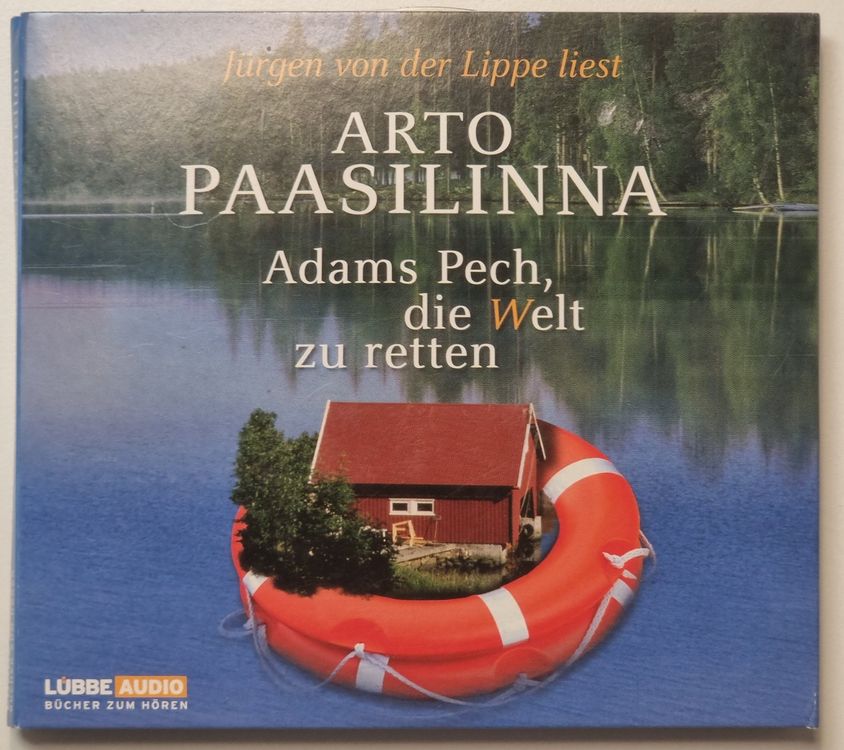 Jürgen von der Lippe liest
ARTO
PAASILINNA
Adams Pech,
die Welt
zu retten
LÜBBE AUDIO
BÜCHER ZUM HÖREN